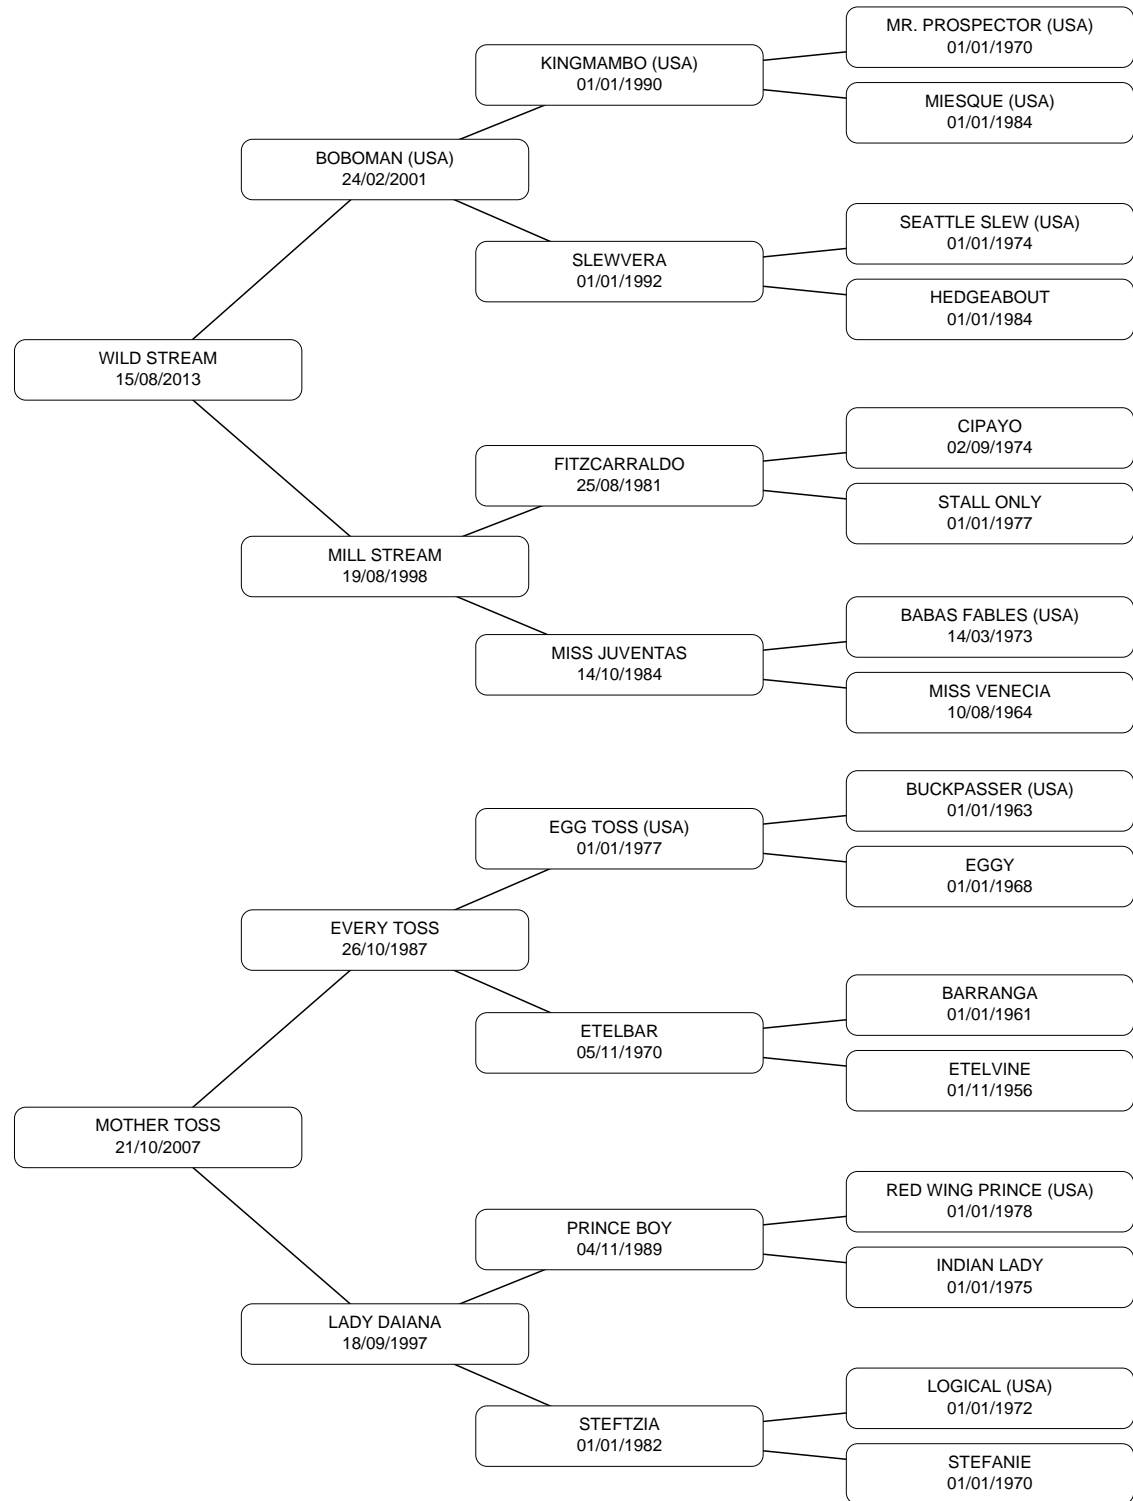 MR. PROSPECTOR (USA)
01/01/1970
KINGMAMBO (USA)
01/01/1990
MIESQUE (USA)
01/01/1984
BOBOMAN (USA)
24/02/2001
SEATTLE SLEW (USA)
01/01/1974
SLEWVERA
01/01/1992
HEDGEABOUT
01/01/1984
WILD STREAM
15/08/2013
CIPAYO
02/09/1974
FITZCARRALDO
25/08/1981
STALL ONLY
01/01/1977
MILL STREAM
19/08/1998
BABAS FABLES (USA)
14/03/1973
MISS JUVENTAS
14/10/1984
MISS VENECIA
10/08/1964
BUCKPASSER (USA)
01/01/1963
EGG TOSS (USA)
01/01/1977
EGGY
01/01/1968
EVERY TOSS
26/10/1987
BARRANGA
01/01/1961
ETELBAR
05/11/1970
ETELVINE
01/11/1956
MOTHER TOSS
21/10/2007
RED WING PRINCE (USA)
01/01/1978
PRINCE BOY
04/11/1989
INDIAN LADY
01/01/1975
LADY DAIANA
18/09/1997
LOGICAL (USA)
01/01/1972
STEFTZIA
01/01/1982
STEFANIE
01/01/1970